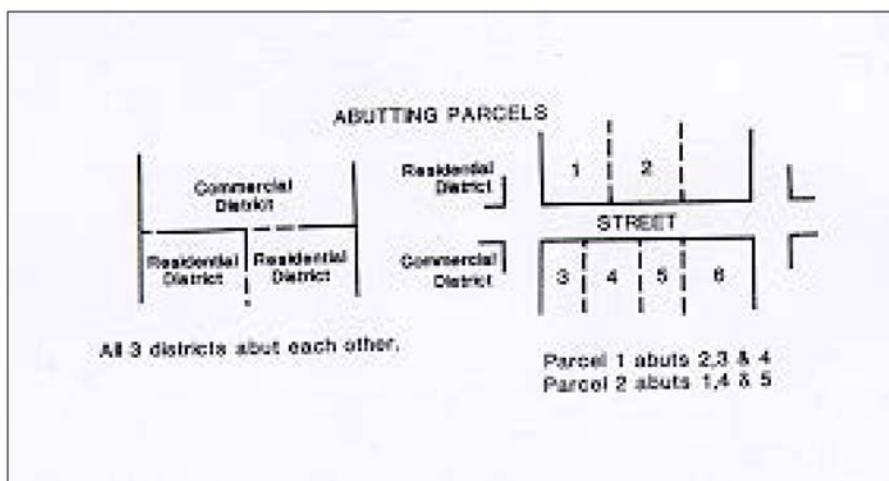 ABUTTING PARCELS
Commercial
District
Residential
District
Residential
District
All 3 districts abut each other.
Residential
District
1
2
STREET
Commercial
District
3
4
5
6
Parcel 1 abuts 2,3 & 4
Parcel 2 abuts 1,4 & 5